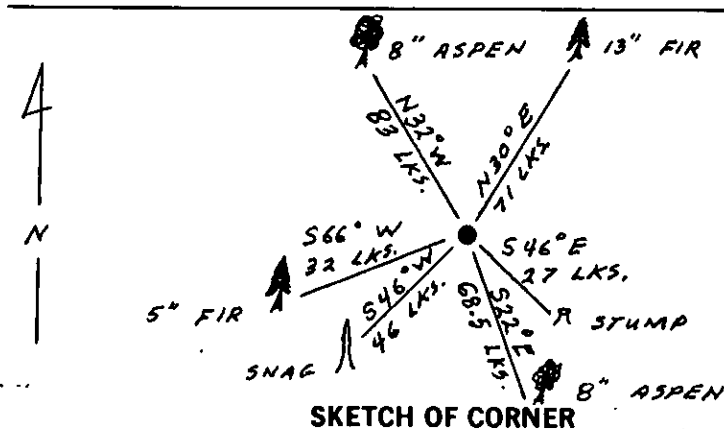 8" ASPEN
13" FIR
N32°W
83 LKS.
N30°E
71 LKS
N
S66° W
32 LKS.
S46°W
46 LKS.
S46°E
27 LKS.
S22°E
68.5 LKS.
5" FIR
STUMP
SNAG
8" ASPEN
SKETCH OF CORNER